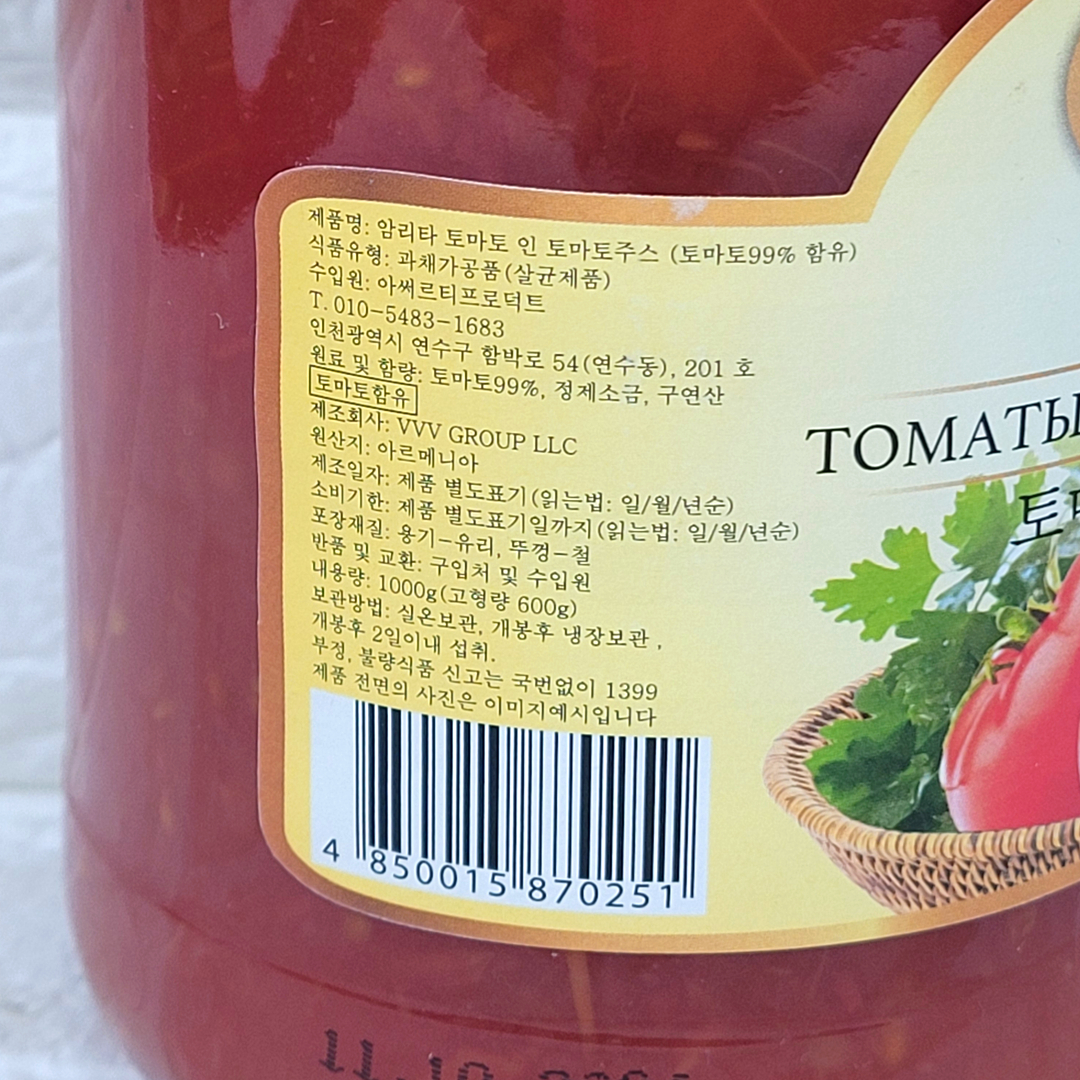 제품명: 암리타 토마토 인 토마토주스 (토마토99% 함유)
식품유형: 과채가공품(살균제품)
수입원: 아써르티프로덕트
T. 010-5483-1683
인천광역시 연수구 함박로 54(연수동), 201 호
원료 및 함량: 토마토99%, 정제소금, 구연산
토마토함유
제조회사: VVV GROUP LLC
원산지: 아르메니아
제조일자: 제품 별도표기(읽는법: 일/월/년순)
소비기한: 제품 별도표기일까지(읽는법: 일/월/년순)
포장재질: 용기-유리, 뚜껑-철
반품 및 교환: 구입처 및 수입원
내용량: 1000g(고형량 600g)
보관방법: 실온보관, 개봉후 냉장보관 ,
개봉후 2일이내 섭취.
부정, 불량식품 신고는 국번없이 1399
제품 전면의 사진은 이미지예시입니다
4 850015 870251
ТОМАТЫ
토